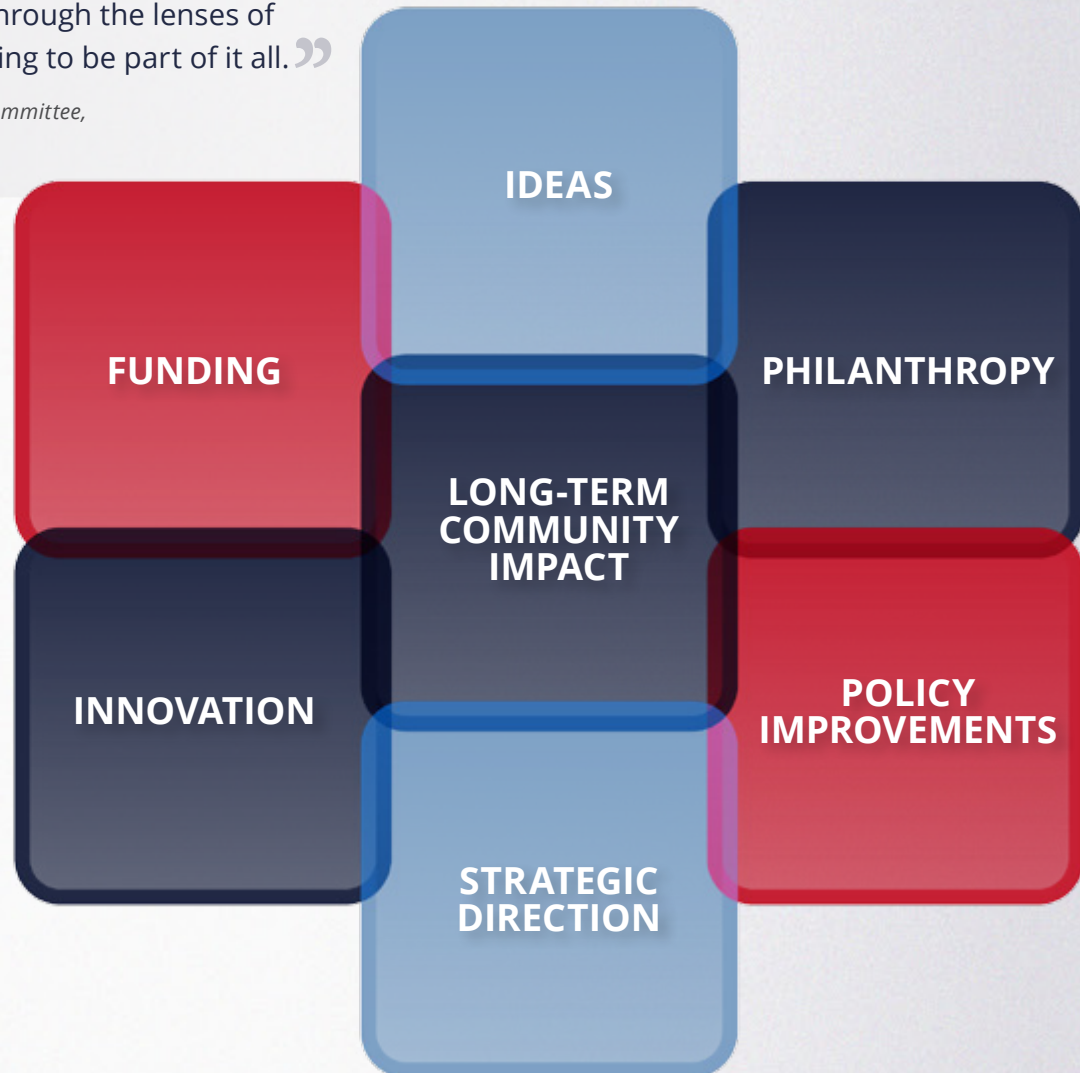 hrough the lenses of
ing to be part of it all.”
mmittee,
IDEAS
FUNDING
PHILANTHROPY
LONG-TERM
COMMUNITY
IMPACT
INNOVATION
POLICY
IMPROVEMENTS
STRATEGIC
DIRECTION